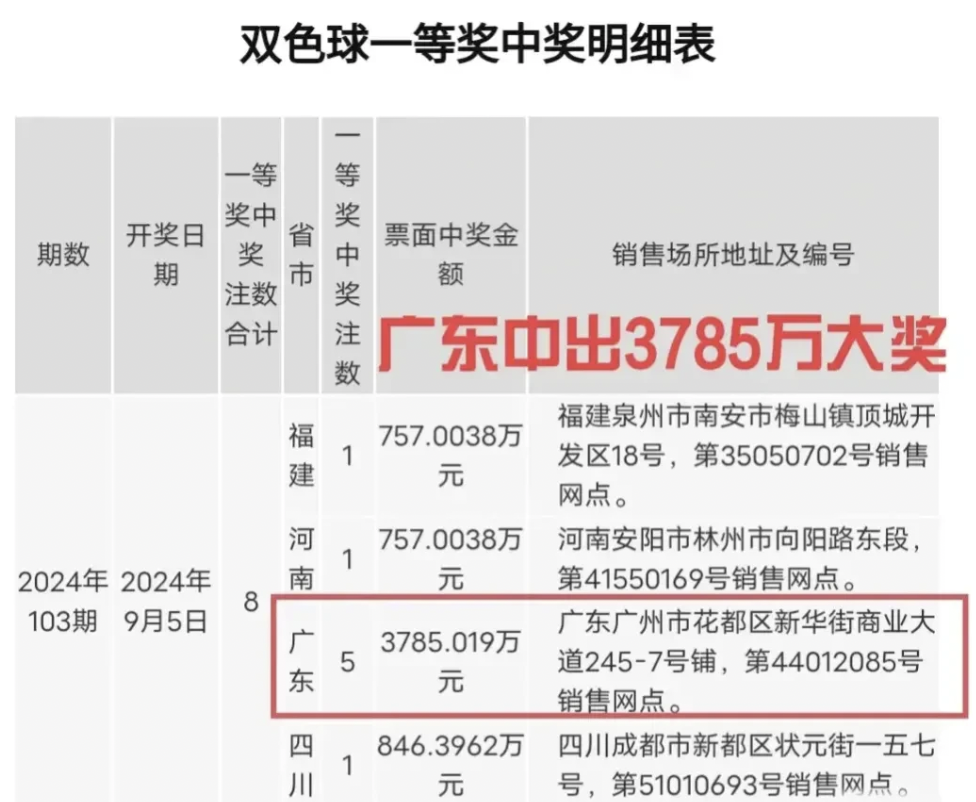 双色球一等奖中奖明细表
期数
开奖日
期
一等
奖中
奖
注数
合计
省
市
一
等
奖
中
奖
注
数
票面中奖金
额
销售场所地址及编号
广东中出3785万大奖
2024年
103期
2024年
9月5日
8
福
建
1
757.0038万
元
福建泉州市南安市梅山镇顶城开
发区18号，第35050702号销售
网点。
河
南
1
757.0038万
元
河南安阳市林州市向阳路东段，
第41550169号销售网点。
广
东
5
3785.019万
元
广东广州市花都区新华街商业大
道245-7号铺，第44012085号
销售网点。
四
川
1
846.3962万
元
四川成都市新都区状元街一五七
号，第51010693号销售网点。